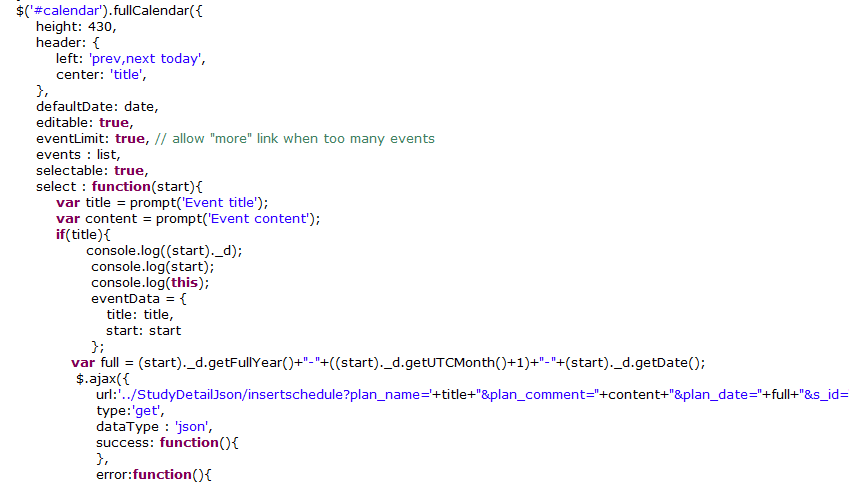 $('#calendar').fullCalendar({
height: 430,
header: {
left: 'prev,next today',
center: 'title',
},
defaultDate: date,
editable: true,
eventLimit: true, // allow "more" link when too many events
events : list,
selectable: true,
select : function(start){
var title = prompt('Event title');
var content = prompt('Event content');
if(title){
console.log((start)._d);
console.log(start);
console.log(this);
eventData = {
title: title,
start: start
};
var full = (start)._d.getFullYear()+"-"+((start)._d.getUTCMonth()+1)+"-"+(start)._d.getDate();
$.ajax({
url:'../StudyDetailJson/insertschedule?plan_name='+title+"&plan_comment="+content+"&plan_date="+full+"&s_id=
type:'get',
dataType : 'json',
success: function(){
},
error:function(){